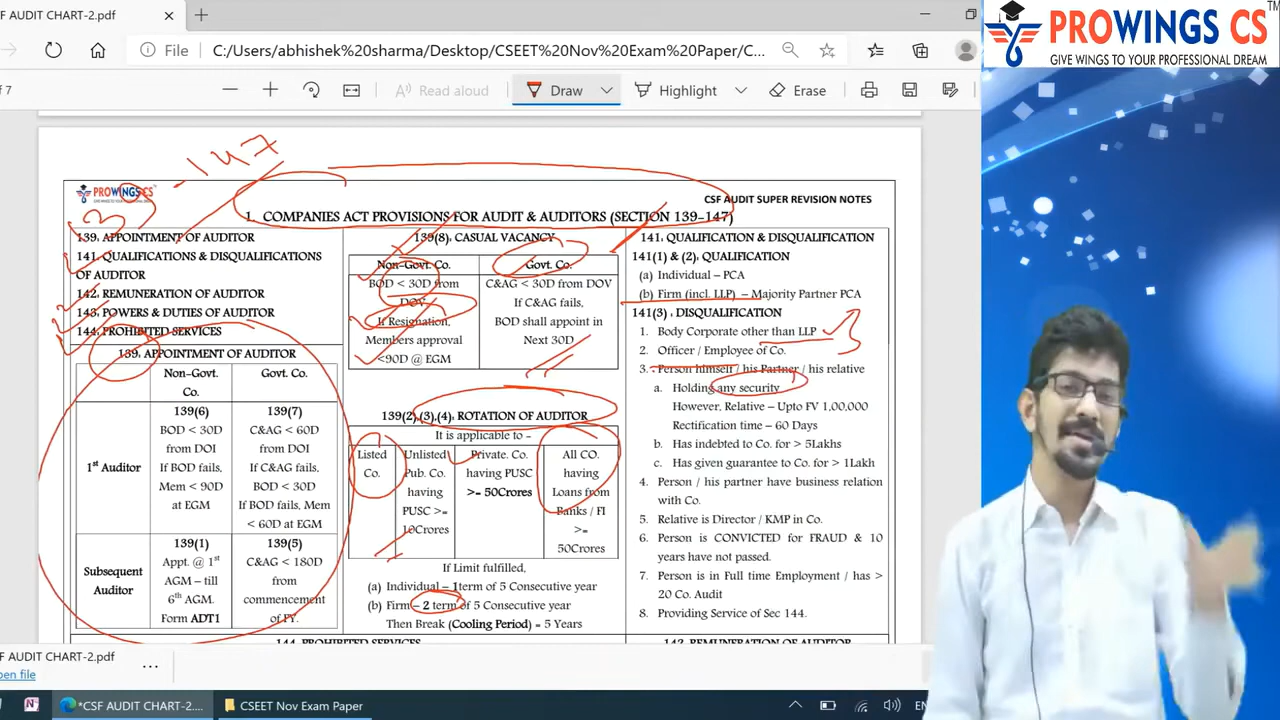 F AUDIT CHART-2.pdf
File
C:/Users/abhishek%20sharma/Desktop/CSEET%20Nov%20Exam%20Paper/C...
of 7
Read aloud
Draw
Highlight
Erase
PROWINGS CS TM
GIVE WINGS TO YOUR PROFESSIONAL DREAM
139 - 147
PROWINGS CS
CSF AUDIT SUPER REVISION NOTES
1. COMPANIES ACT PROVISIONS FOR AUDIT & AUDITORS (SECTION 139-147)
139. APPOINTMENT OF AUDITOR
141. QUALIFICATIONS & DISQUALIFICATIONS
OF AUDITOR
142. REMUNERATION OF AUDITOR
143. POWERS & DUTIES OF AUDITOR
144. PROHIBITED SERVICES
139. APPOINTMENT OF AUDITOR
Non-Govt.
Co.
Govt. Co.
1st Auditor
139(6)
BOD < 30D
from DOI
If BOD fails,
Mem < 90D
at EGM
139(7)
C&AG < 60D
from DOI
If C&AG fails,
BOD < 30D
If BOD fails, Mem
< 60D at EGM
Subsequent
Auditor
139(1)
Appt. @ 1st
AGM – till
6th AGM.
Form ADT1
139(5)
C&AG < 180D
from
commencement
of FY.
139(8). CASUAL VACANCY
Non-Govt. Co.
BOD < 30D from
DOV
If Resignation,
Members approval
<90D @ EGM
Govt. Co.
C&AG < 30D from DOV
If C&AG fails,
BOD shall appoint in
Next 30D
139(2),(3),(4). ROTATION OF AUDITOR
It is applicable to –
Listed
Co.
Unlisted
Pub. Co.
having
PUSC >=
10Crores
Private. Co.
having PUSC
>= 50Crores
All CO.
having
Loans from
Banks / FI
>=
50Crores
If Limit fulfilled,
(a) Individual – 1term of 5 Consecutive year
(b) Firm – 2 term of 5 Consecutive year
Then Break (Cooling Period) = 5 Years
144. PROHIBITED SERVICES
141. QUALIFICATION & DISQUALIFICATION
141(1) & (2). QUALIFICATION
(a) Individual – PCA
(b) Firm (incl. LLP) – Majority Partner PCA
141(3) . DISQUALIFICATION
1. Body Corporate other than LLP
2. Officer / Employee of Co.
3. Person himself / his Partner / his relative
a. Holding any security
However, Relative – Upto FV 1,00,000
Rectification time – 60 Days
b. Has indebted to Co. for > 5Lakhs
c. Has given guarantee to Co. for > 1Lakh
4. Person / his partner have business relation
with Co.
5. Relative is Director / KMP in Co.
6. Person is CONVICTED for FRAUD & 10
years have not passed.
7. Person is in Full time Employment / has >
20 Co. Audit
8. Providing Service of Sec 144.
142. REMUNERATION OF AUDITOR
F AUDIT CHART-2.pdf
pen file
*CSF AUDIT CHART-2....
CSEET Nov Exam Paper